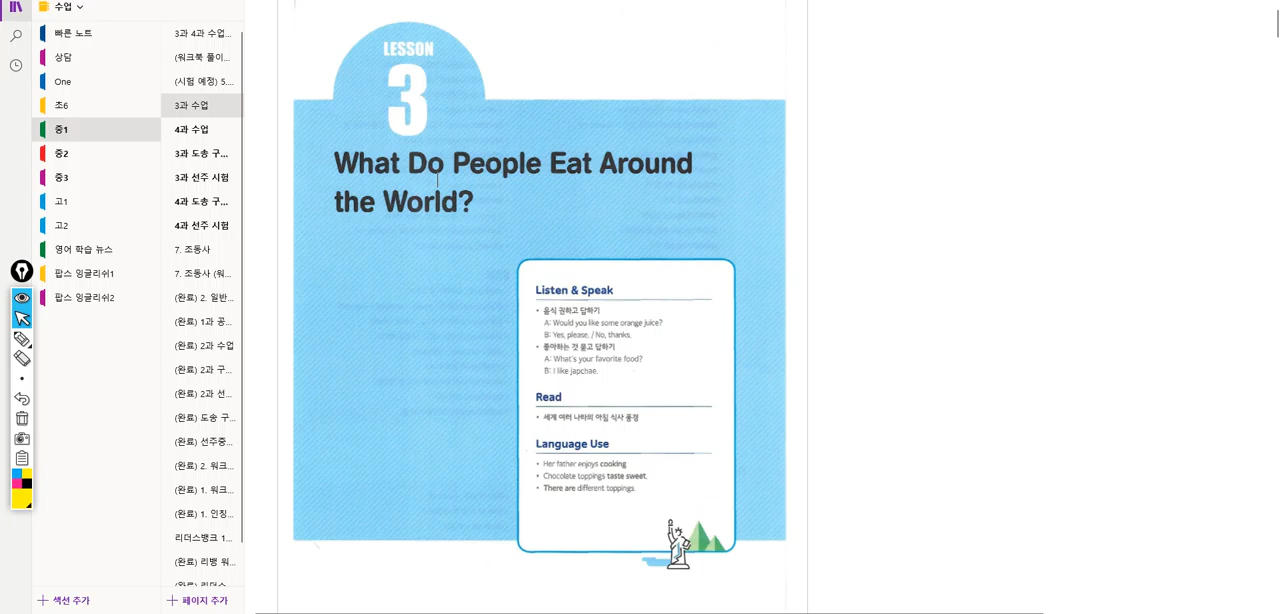 수업
빠른 노트
상담
One
초6
중1
중2
중3
고1
고2
영어 학습 뉴스
팝스 잉글리쉬1
팝스 잉글리쉬2
섹션 추가
3과 4과 수업...
(워크북 풀이...
(시험 예정) 5....
3과 수업
4과 수업
3과 도송 구...
3과 선주 시험
4과 도송 구...
4과 선주 시험
7. 조동사
7. 조동사 (워...
(완료) 2. 일반...
(완료) 1과 공...
(완료) 2과 수업
(완료) 2과 구...
(완료) 2과 선...
(완료) 도송 구...
(완료) 선주중...
(완료) 2. 워크...
(완료) 1. 워크...
(완료) 1. 인칭...
리더스뱅크 1...
(완료) 리뱅 워...
(완료) 리더스...
페이지 추가
LESSON
3
What Do People Eat Around
the World?
Listen & Speak
• 음식 권하고 답하기
A: Would you like some orange juice?
B: Yes, please. / No, thanks.
• 좋아하는 것 묻고 답하기
A: What's your favorite food?
B: I like japchae.
Read
• 세계 여러 나라의 아침 식사 풍경
Language Use
• Her father enjoys cooking
• Chocolate toppings taste sweet.
• There are different toppings.